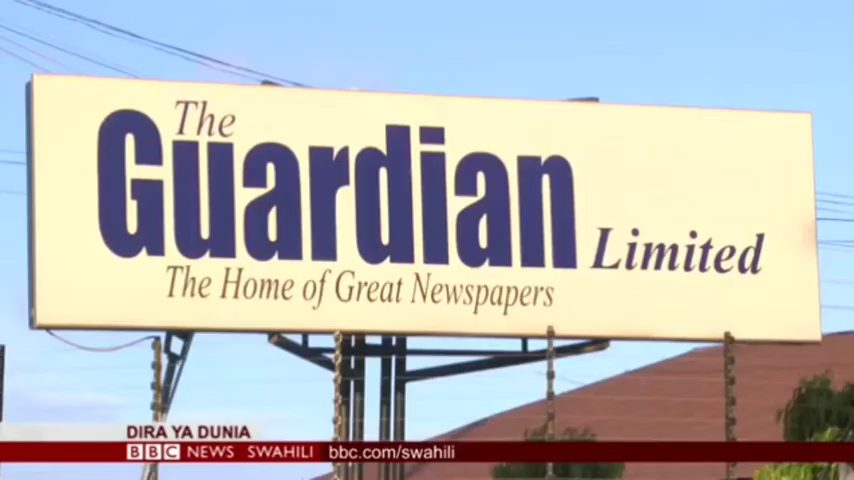 The
Guardian Limited
The Home of Great Newspapers
DIRA YA DUNIA
BBC NEWS SWAHILI bbc.com/swahili